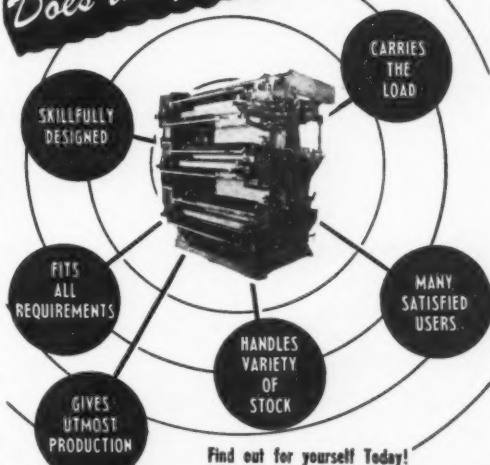 Does
CARRIES
THE
LOAD
SKILLFULLY
DESIGNED
FITS
ALL
REQUIREMENTS
MANY
SATISFIED
USERS
HANDLES
VARIETY
OF
STOCK
GIVES
UTMOST
PRODUCTION
Find out for yourself Today!